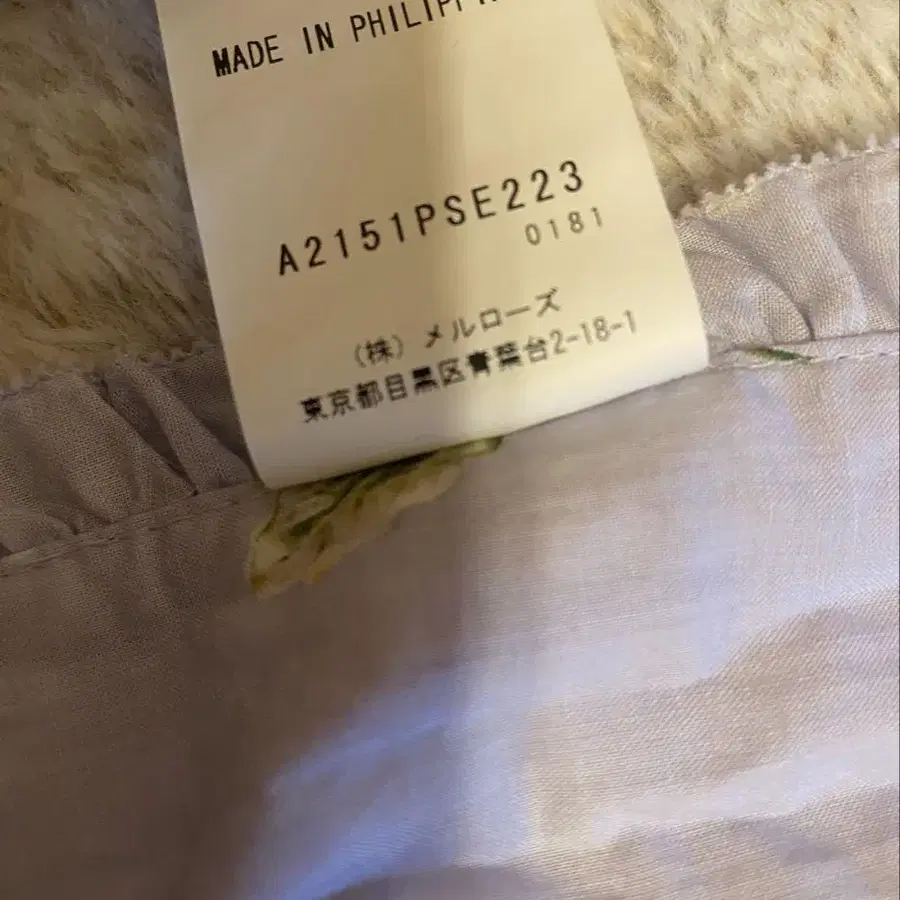 MADE IN PHILIPPI
A2151PSE223
0181
(株) メルローズ
東京都目黒区青葉台2-18-1